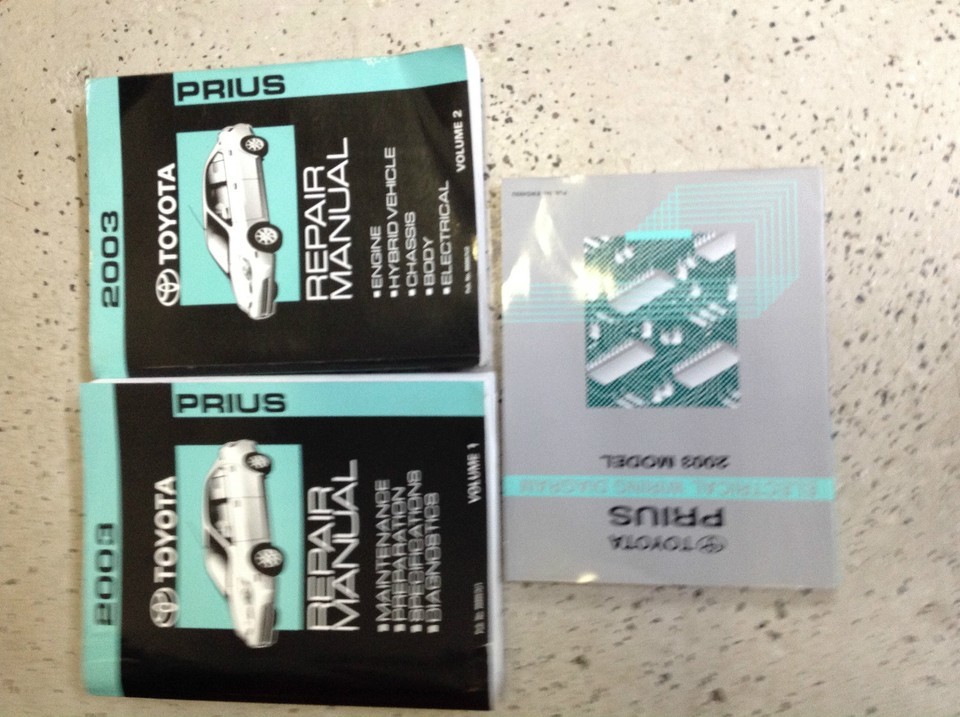 2003
TOYOTA
PRIUS
REPAIR
MANUAL
■ ENGINE
■ HYBRID VEHICLE
■ CHASSIS
■ BODY
■ ELECTRICAL
VOLUME 2
2003
TOYOTA
PRIUS
REPAIR
MANUAL
■ MAINTENANCE
■ PREPARATION
■ SPECIFICATIONS
■ DIAGNOSTICS
VOLUME 1
TOYOTA
PRIUS
ELECTRICAL WIRING DIAGRAM
2003 MODEL